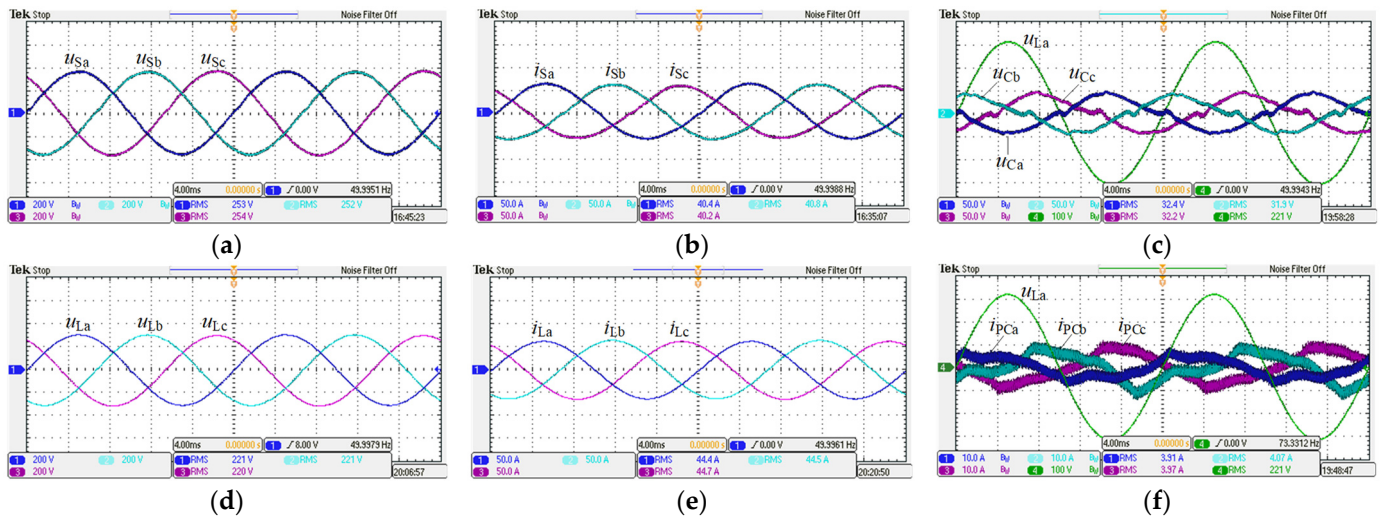 Tek Stop Noise Filter Off
uSa uSb uSc
1
4.00ms 0.00000 s 1 0.00 V 49.9951 Hz
1 200 V Bw 2 200 V Bw 1 RMS 253 V 2 RMS 252 V
3 200 V Bw 3 RMS 254 V 16:45:23
(a)
Tek Stop Noise Filter Off
iSa iSb iSc
1
4.00ms 0.00000 s 1 0.00 V 49.9988 Hz
1 50.0 A Bw 2 50.0 A Bw 1 RMS 40.4 A 2 RMS 40.8 A
3 50.0 A Bw 3 RMS 40.2 A 16:35:07
(b)
Tek Stop Noise Filter Off
uLa
uCb uCc
2
uCa
4.00ms 0.00000 s 4 0.00 V 49.9943 Hz
1 50.0 V Bw 2 50.0 V Bw 1 RMS 32.4 V 2 RMS 31.9 V
3 50.0 V Bw 4 100 V Bw 3 RMS 32.2 V 4 RMS 221 V 19:58:28
(c)
Tek Stop Noise Filter Off
uLa uLb uLc
1
4.00ms 0.00000 s 1 8.00 V 49.9979 Hz
1 200 V 2 200 V 1 RMS 221 V 2 RMS 221 V
3 200 V 3 RMS 220 V 20:06:57
(d)
Tek Stop Noise Filter Off
iLa iLb iLc
1
4.00ms 0.00000 s 1 0.00 V 49.9361 Hz
1 50.0 A 2 50.0 A 1 RMS 44.4 A 2 RMS 44.5 A
3 50.0 A 3 RMS 44.7 A 20:20:50
(e)
Tek Stop Noise Filter Off
uLa
iPCa iPCb iPCc
4
4.00ms 0.00000 s 4 0.00 V 73.3312 Hz
1 10.0 A Bw 2 10.0 A Bw 1 RMS 3.91 A 2 RMS 4.07 A
3 10.0 A Bw 4 100 V Bw 3 RMS 3.97 A 4 RMS 221 V 19:48:47
(f)